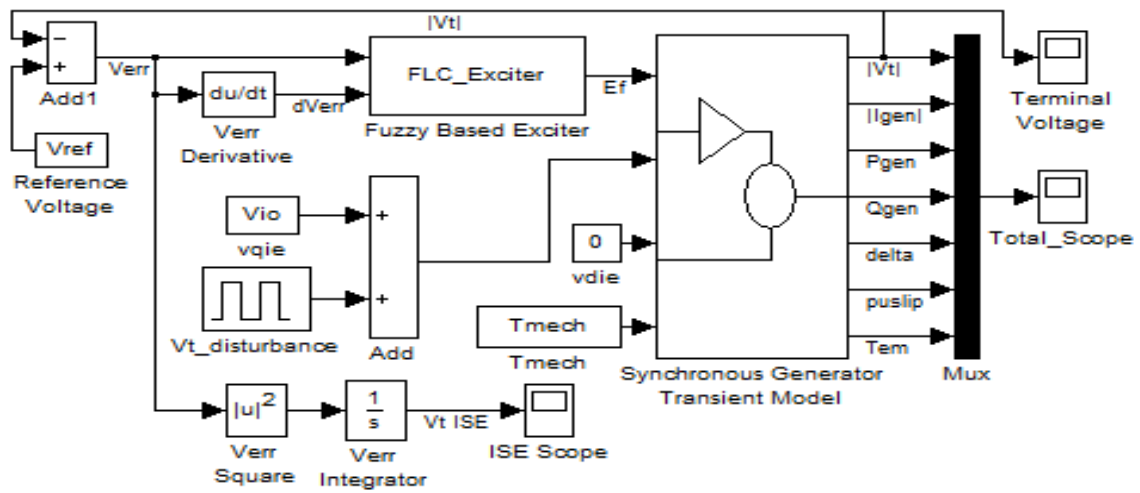 |Vt|
−
+
Verr
Add1
du/dt
dVerr
Verr
Derivative
FLC_Exciter
Fuzzy Based Exciter
Ef
Vref
Reference
Voltage
Vio
vqie
Vt_disturbance
+
+
Add
0
vdie
Tmech
Tmech
Synchronous Generator
Transient Model
|Vt|
|Igen|
Pgen
Qgen
delta
puslip
Tem
Mux
Terminal
Voltage
Total_Scope
|u|²
Verr
Square
1
s
Verr
Integrator
Vt ISE
ISE Scope